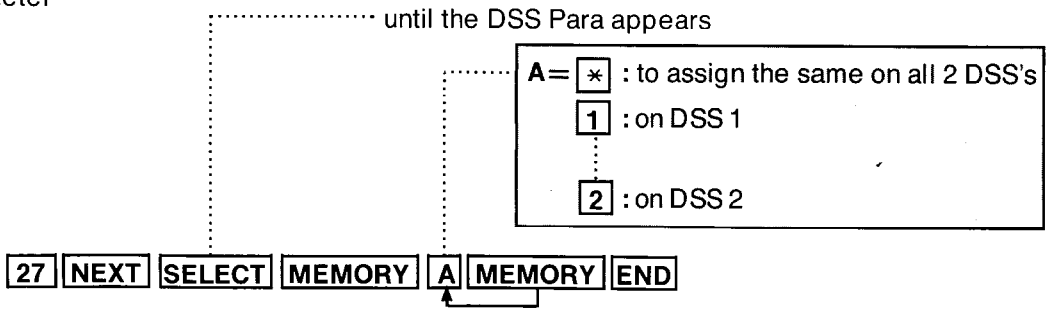 until the DSS Para appears
A= * : to assign the same on all 2 DSS's
1 : on DSS 1
2 : on DSS 2
27 NEXT SELECT MEMORY A MEMORY END